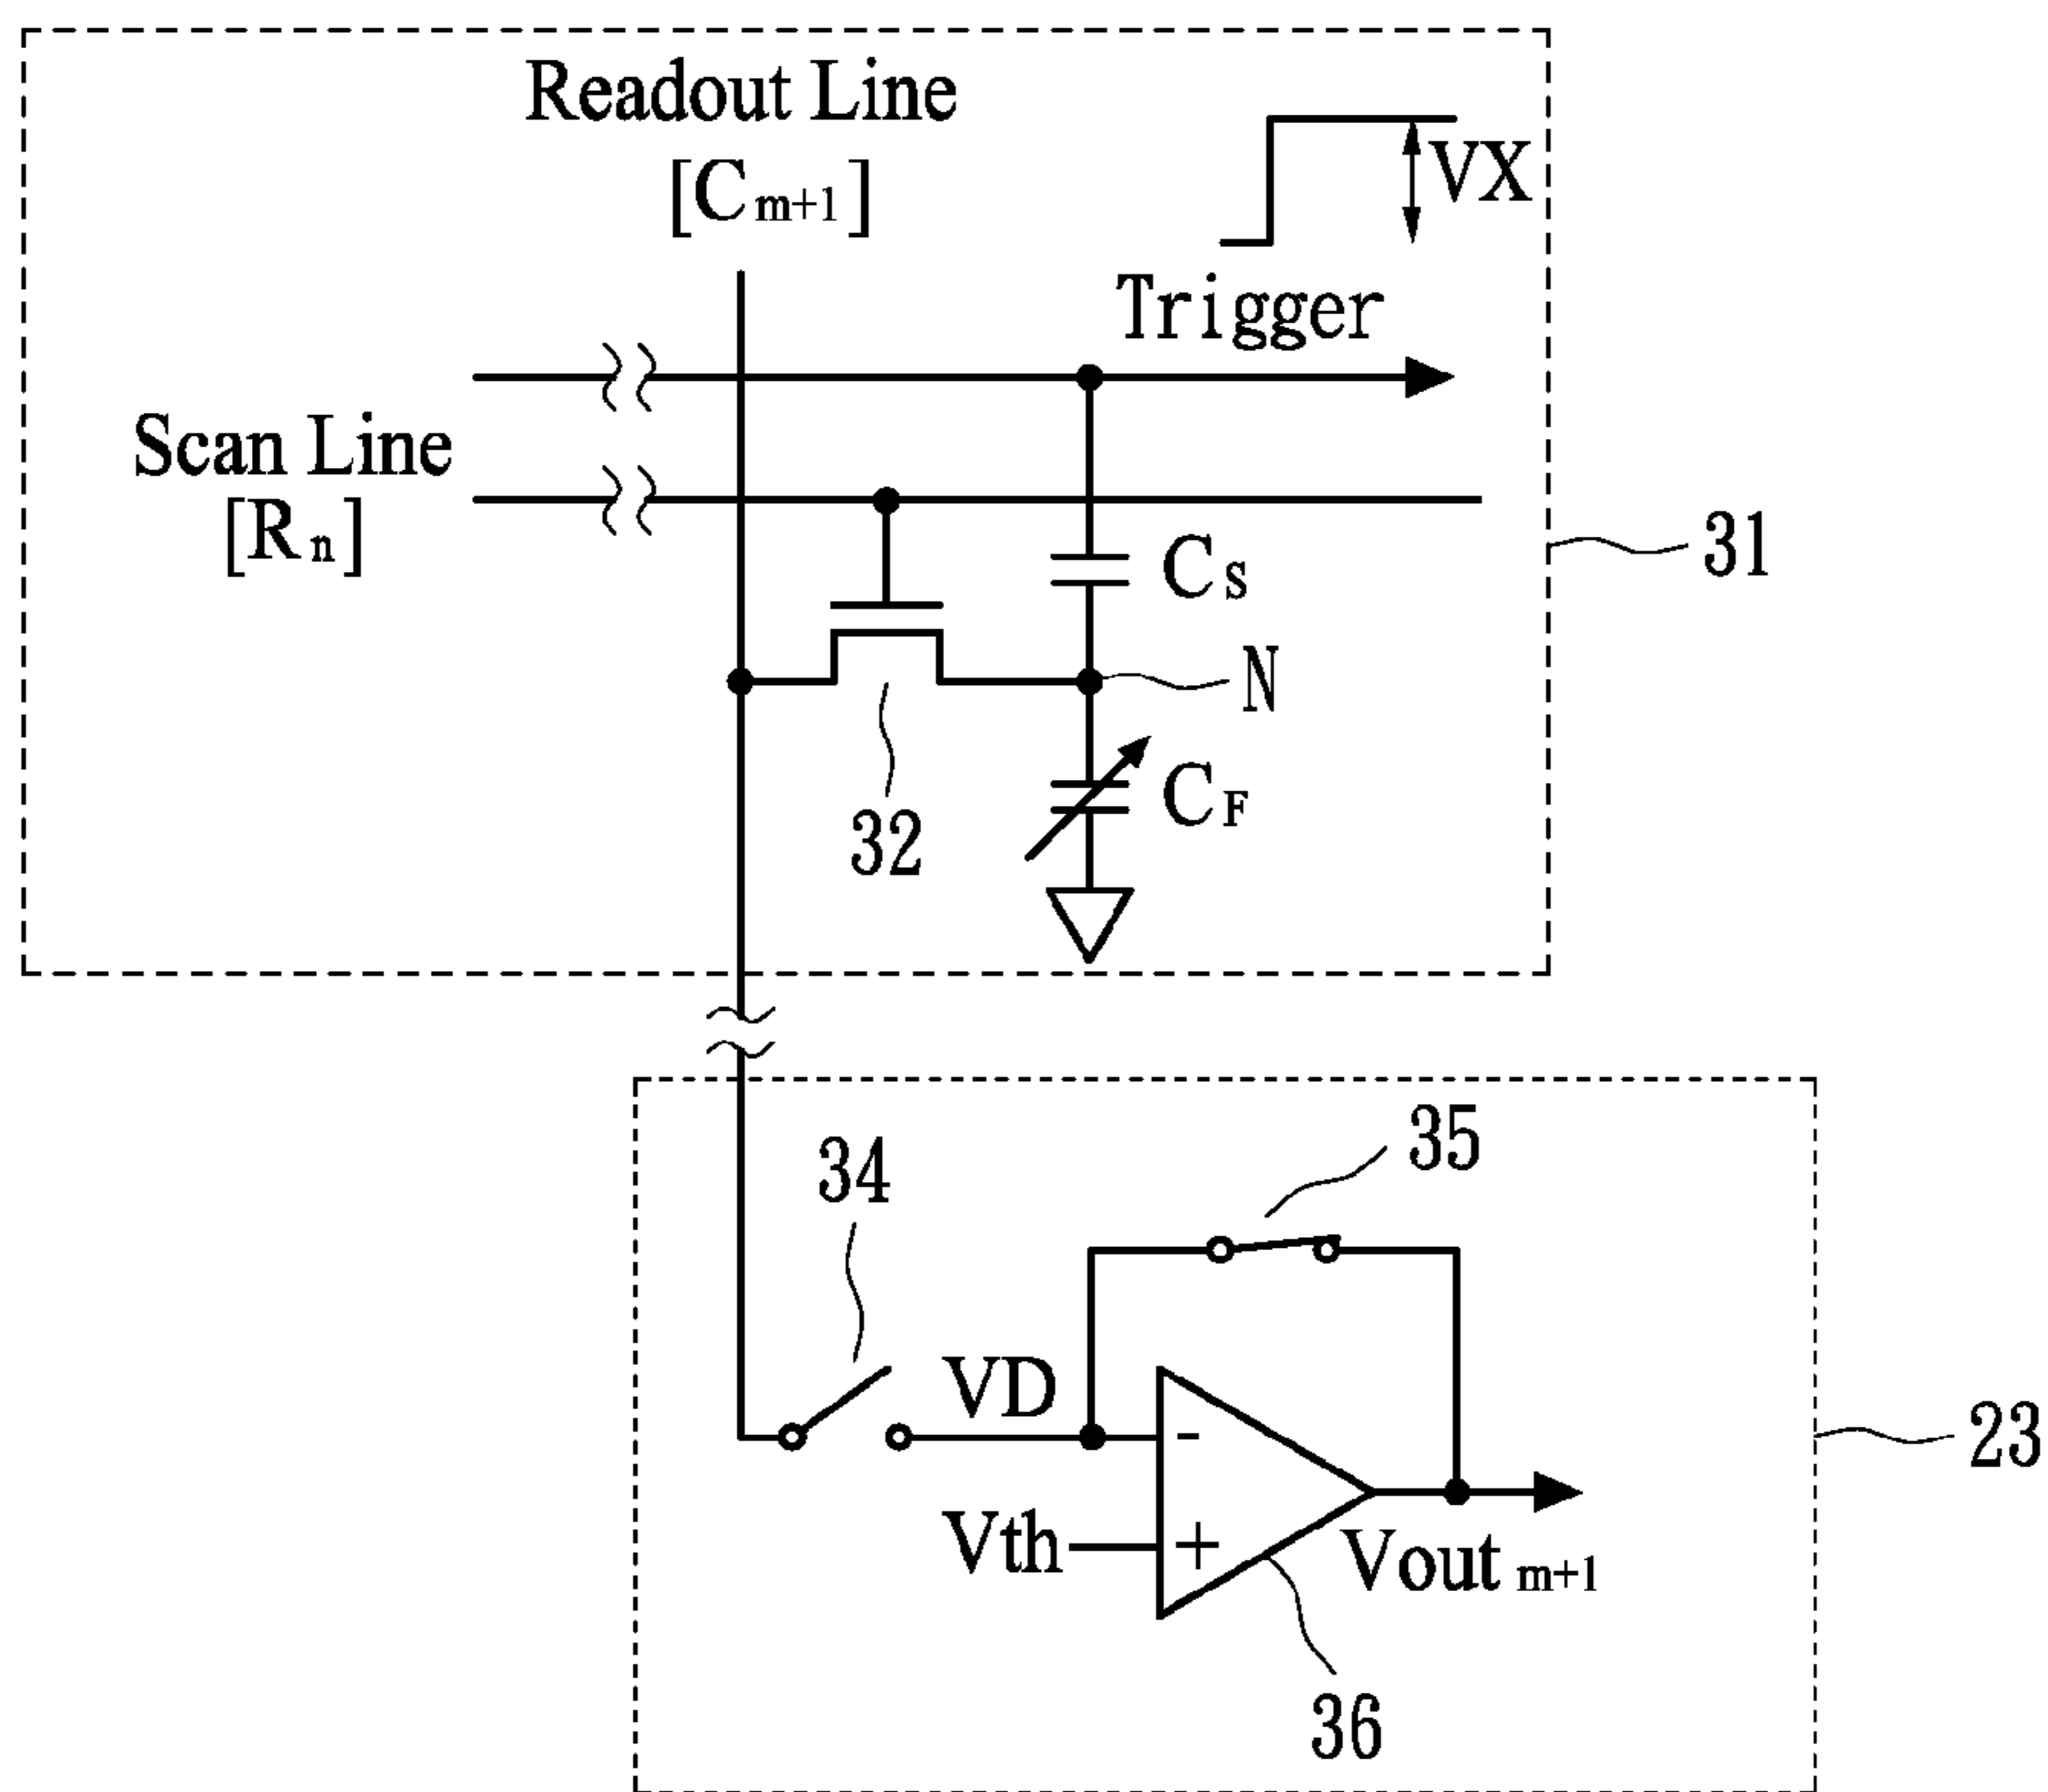 Readout Line
[Cm+1]
VX
Trigger
Scan Line
[Rn]
31
CS
N
CF
32
35
34
VD
-
23
Vth
+
Voutm+1
36